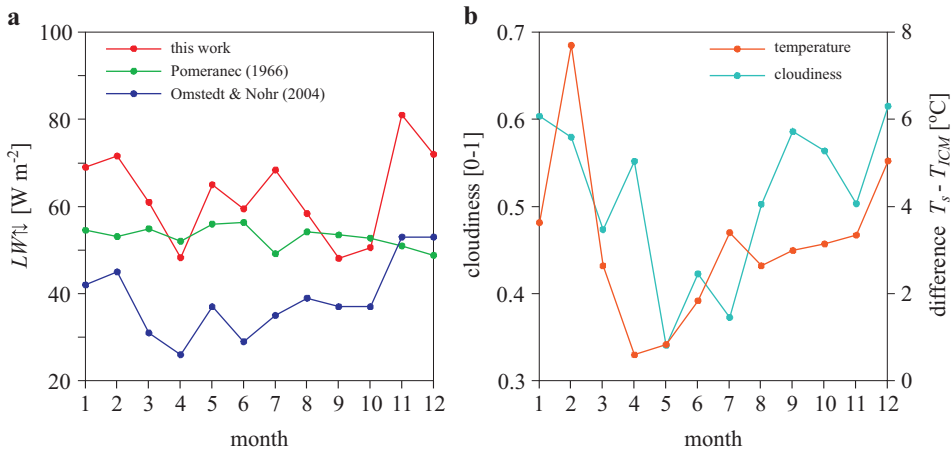 a
100
80
60
40
20
LW↑↓ [W m-2]
this work
Pomeranec (1966)
Omstedt & Nohr (2004)
1 2 3 4 5 6 7 8 9 10 11 12
month
b
0.7
0.6
0.5
0.4
0.3
cloudiness [0-1]
temperature
cloudiness
8
6
4
2
0
difference Ts - TICM [ºC]
1 2 3 4 5 6 7 8 9 10 11 12
month